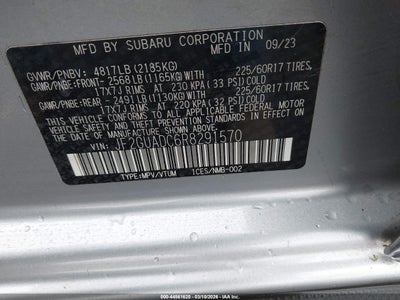 MFD BY SUBARU CORPORATION 09/23
GVWR/PNBV: 4817LB (2185KG)
GAWR/PNBE: FRONT- 2568LB (1165KG) WITH 225/60R17 TIRES,
17X7J RIMS, AT 230 KPA (33 PSI) COLD
GAWR/PNBE: REAR - 2491LB (1130KG) WITH 225/60R17 TIRES,
17X7J RIMS, AT 220 KPA (32 PSI) COLD
THIS VEHICLE CONFORMS TO ALL APPLICABLE
FEDERAL MOTOR VEHICLE SAFETY, BUMPER, AND
THEFT PREVENTION STANDARDS IN EFFECT ON
THE DATE OF MANUFACTURE SHOWN ABOVE.
VIN: JF2GUADC6R8291570
TYPE:MPV/VTUM ICES/NMB-002
STOCK: 44561620 - 03/10/2026 - © IAA, Inc.